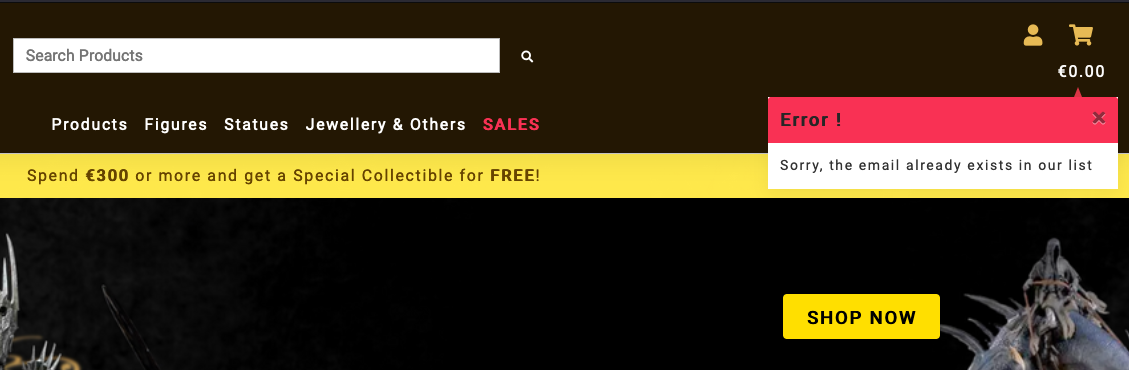 Search Products
€0.00
Products Figures Statues Jewellery & Others SALES
Error !
×
Sorry, the email already exists in our list
Spend €300 or more and get a Special Collectible for FREE!
SHOP NOW